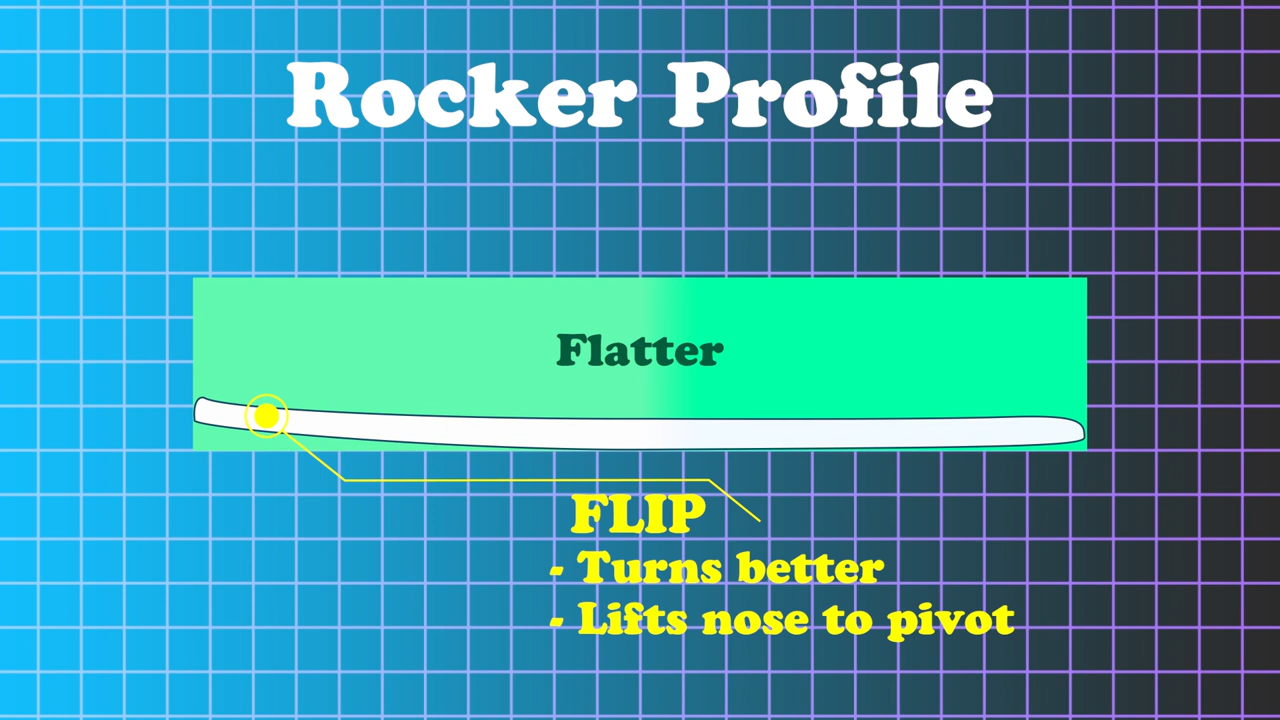 Rocker Profile
Flatter
FLIP
- Turns better
- Lifts nose to pivot